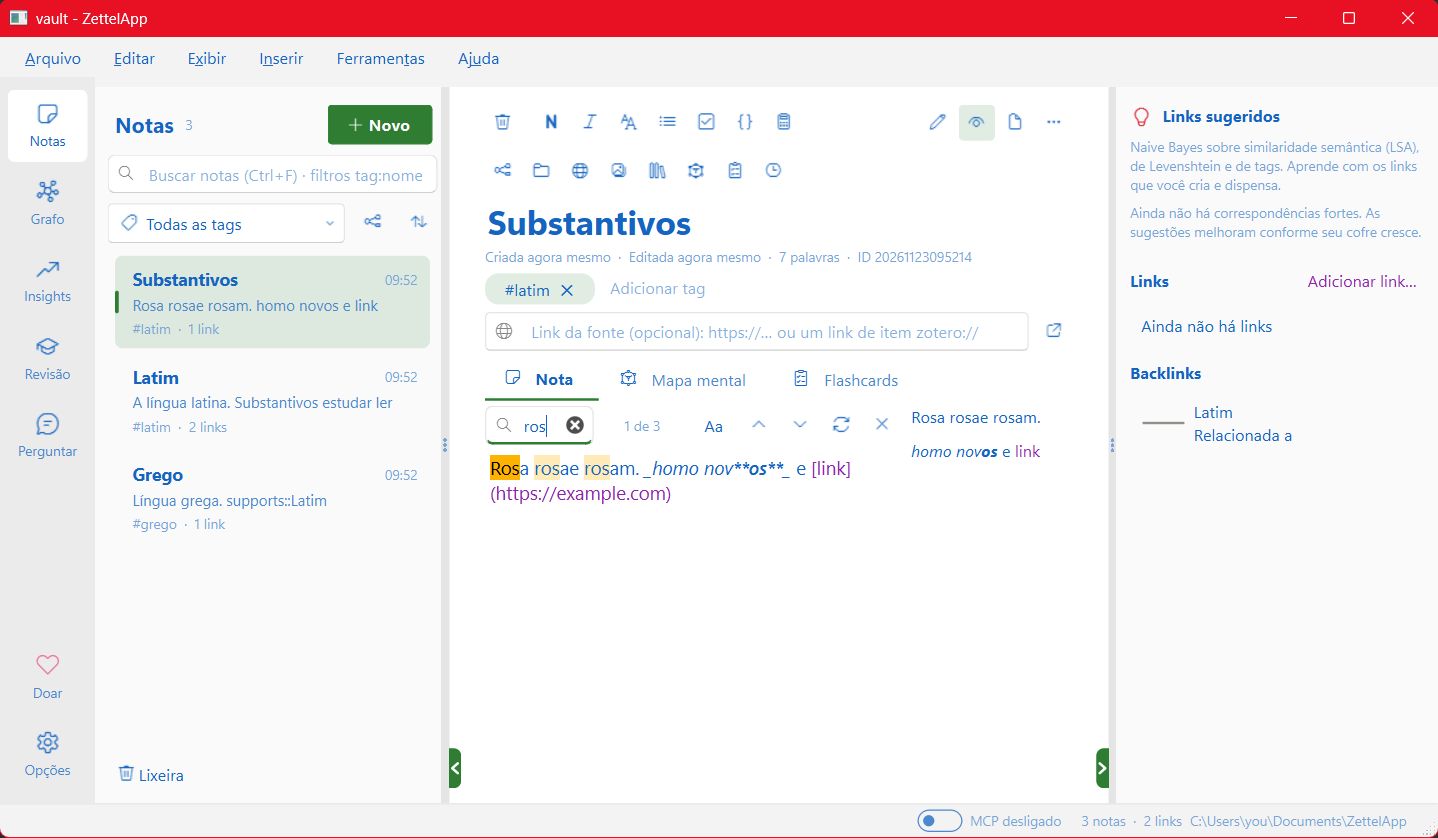 vault - ZettelApp
Arquivo Editar Exibir Inserir Ferramentas Ajuda
Notas
Grafo
Insights
Revisão
Perguntar
Doar
Opções
Notas 3
+ Novo
Buscar notas (Ctrl+F) · filtros tag:nome
Todas as tags
Substantivos 09:52
Rosa rosae rosam. homo novos e link
#latim · 1 link
Latim 09:52
A língua latina. Substantivos estudar ler
#latim · 2 links
Grego 09:52
Língua grega. supports::Latim
#grego · 1 link
Lixeira
N I AA {}
Substantivos
Criada agora mesmo · Editada agora mesmo · 7 palavras · ID 20261123095214
#latim Adicionar tag
Link da fonte (opcional): https://... ou um link de item zotero://
Nota Mapa mental Flashcards
ros 1 de 3 Aa
Rosa rosae rosam. _homo nov**os**_ e [link]
(https://example.com)
Rosa rosae rosam.
homo novos e link
Links sugeridos
Naive Bayes sobre similaridade semântica (LSA),
de Levenshtein e de tags. Aprende com os links
que você cria e dispensa.
Ainda não há correspondências fortes. As
sugestões melhoram conforme seu cofre cresce.
Links Adicionar link...
Ainda não há links
Backlinks
Latim
Relacionada a
MCP desligado 3 notas · 2 links C:\Users\you\Documents\ZettelApp